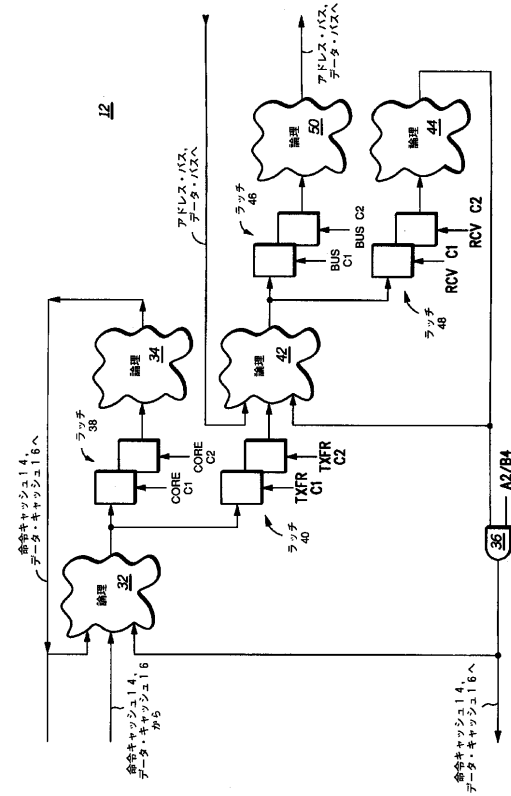 12
アドレス・バス,
データ・バスへ
アドレス・バス,
データ・バスへ
論理
50
論理
44
ラッチ
46
BUS
C1
BUS C2
RCV C1
RCV C2
ラッチ
48
論理
42
論理
34
ラッチ
38
CORE
C1
CORE
C2
TXFR
C1
TXFR
C2
ラッチ
40
論理
32
命令キャッシュ14,
データ・キャッシュ16へ
命令キャッシュ14,
データ・キャッシュ16
から
36
A2/B4
命令キャッシュ14,
データ・キャッシュ16へ